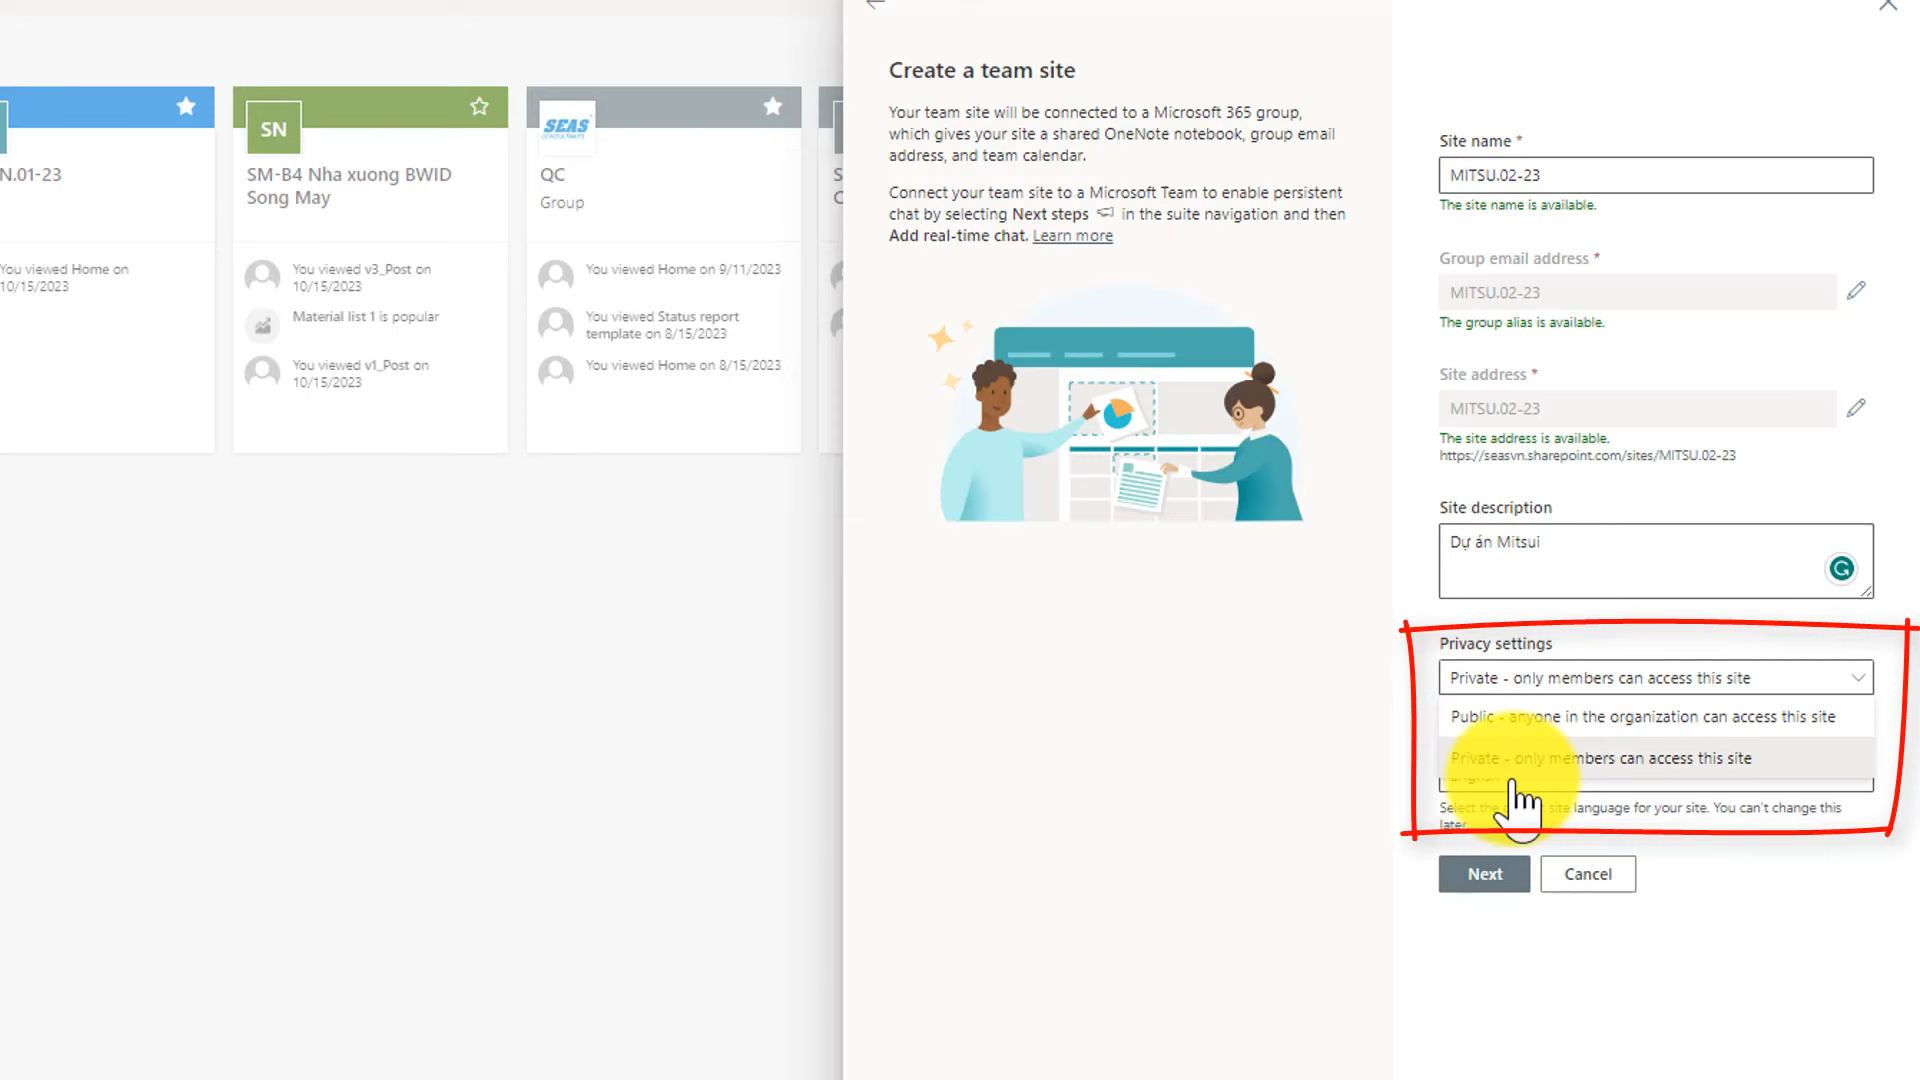 N.01-23
You viewed Home on
10/15/2023
SN
SM-B4 Nha xuong BWID
Song May
You viewed v3_Post on
10/15/2023
Material list 1 is popular
You viewed v1_Post on
10/15/2023
SEAS
QC
Group
You viewed Home on 9/11/2023
You viewed Status report
template on 8/15/2023
You viewed Home on 8/15/2023
Create a team site
Your team site will be connected to a Microsoft 365 group,
which gives your site a shared OneNote notebook, group email
address, and team calendar.
Connect your team site to a Microsoft Team to enable persistent
chat by selecting Next steps in the suite navigation and then
Add real-time chat. Learn more
Site name *
MITSU.02-23
The site name is available.
Group email address *
MITSU.02-23
The group alias is available.
Site address *
MITSU.02-23
The site address is available.
https://seasvn.sharepoint.com/sites/MITSU.02-23
Site description
Dự án Mitsui
Privacy settings
Private - only members can access this site
Public - anyone in the organization can access this site
Private - only members can access this site
English
Select the site language for your site. You can't change this
later.
Next
Cancel